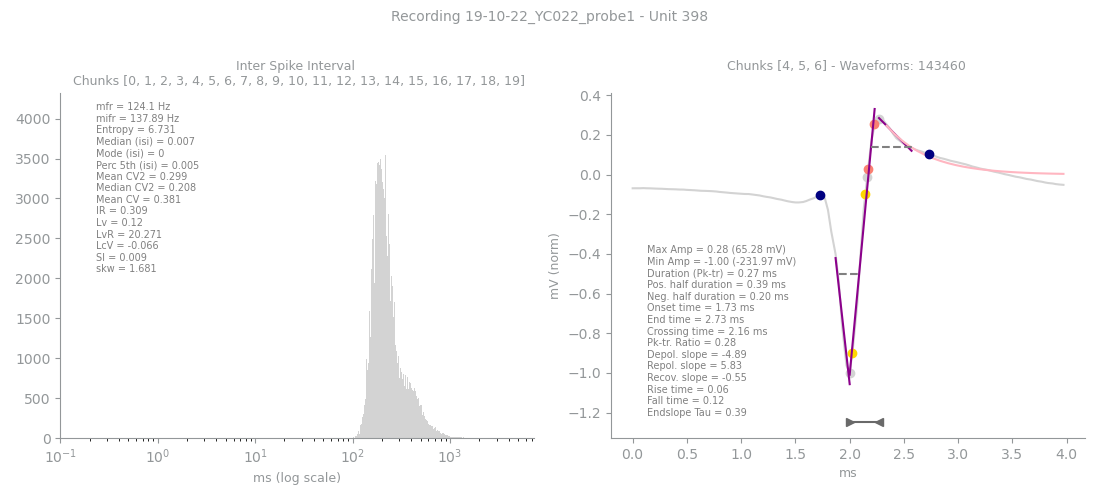 Recording 19-10-22_YC022_probe1 - Unit 398
Inter Spike Interval
Chunks [0, 1, 2, 3, 4, 5, 6, 7, 8, 9, 10, 11, 12, 13, 14, 15, 16, 17, 18, 19]
4000
3500
3000
2500
2000
1500
1000
500
0
mfr = 124.1 Hz
mifr = 137.89 Hz
Entropy = 6.731
Median (isi) = 0.007
Mode (isi) = 0
Perc 5th (isi) = 0.005
Mean CV2 = 0.299
Median CV2 = 0.208
Mean CV = 0.381
IR = 0.309
Lv = 0.12
LvR = 20.271
LcV = -0.066
SI = 0.009
skw = 1.681
10⁻¹ 10⁰ 10¹ 10² 10³
ms (log scale)
Chunks [4, 5, 6] - Waveforms: 143460
mV (norm)
0.4
0.2
0.0
−0.2
−0.4
−0.6
−0.8
−1.0
−1.2
Max Amp = 0.28 (65.28 mV)
Min Amp = -1.00 (-231.97 mV)
Duration (Pk-tr) = 0.27 ms
Pos. half duration = 0.39 ms
Neg. half duration = 0.20 ms
Onset time = 1.73 ms
End time = 2.73 ms
Crossing time = 2.16 ms
Pk-tr. Ratio = 0.28
Depol. slope = -4.89
Repol. slope = 5.83
Recov. slope = -0.55
Rise time = 0.06
Fall time = 0.12
Endslope Tau = 0.39
0.0 0.5 1.0 1.5 2.0 2.5 3.0 3.5 4.0
ms